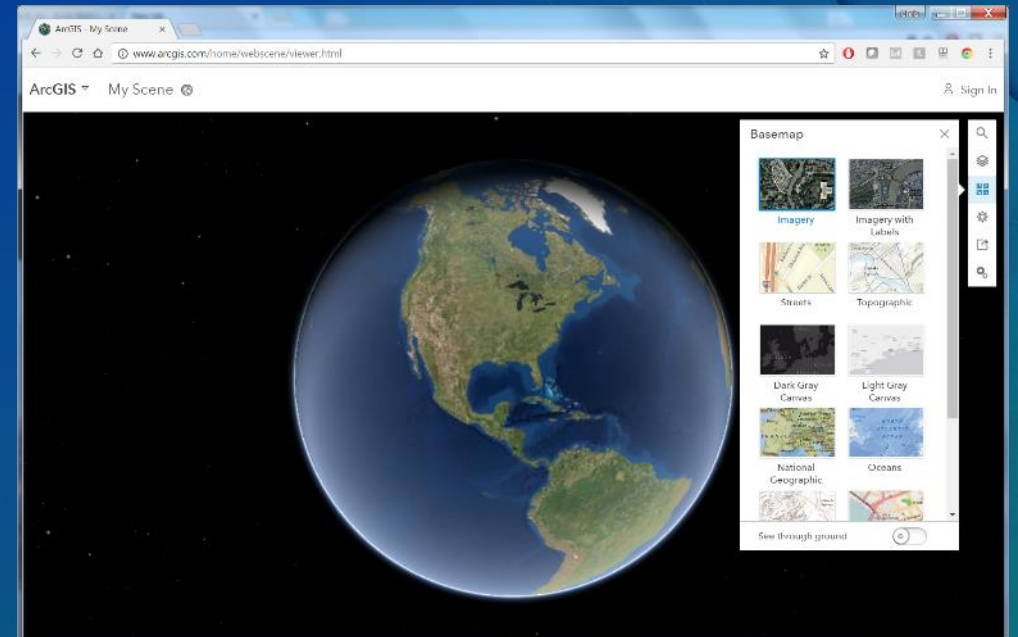 ArcGIS - My Scene
www.arcgis.com/home/webscene/viewer.html
ArcGIS My Scene
Sign In
Basemap
Imagery
Imagery with
Labels
Streets
Topographic
Dark Gray
Canvas
Light Gray
Canvas
National
Geographic
Oceans
See through ground